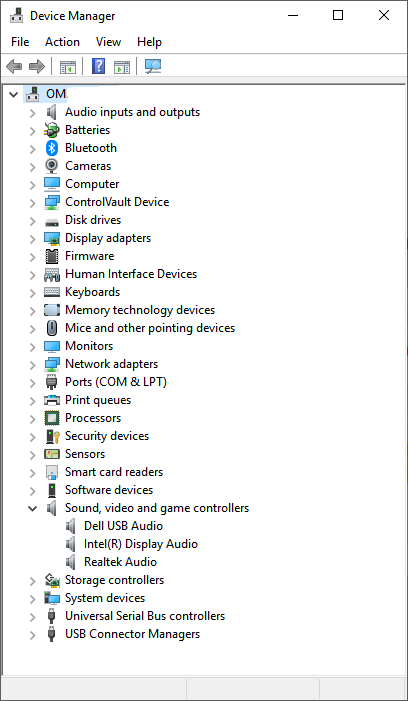 Device Manager
File Action View Help
OM
Audio inputs and outputs
Batteries
Bluetooth
Cameras
Computer
ControlVault Device
Disk drives
Display adapters
Firmware
Human Interface Devices
Keyboards
Memory technology devices
Mice and other pointing devices
Monitors
Network adapters
Ports (COM & LPT)
Print queues
Processors
Security devices
Sensors
Smart card readers
Software devices
Sound, video and game controllers
Dell USB Audio
Intel(R) Display Audio
Realtek Audio
Storage controllers
System devices
Universal Serial Bus controllers
USB Connector Managers